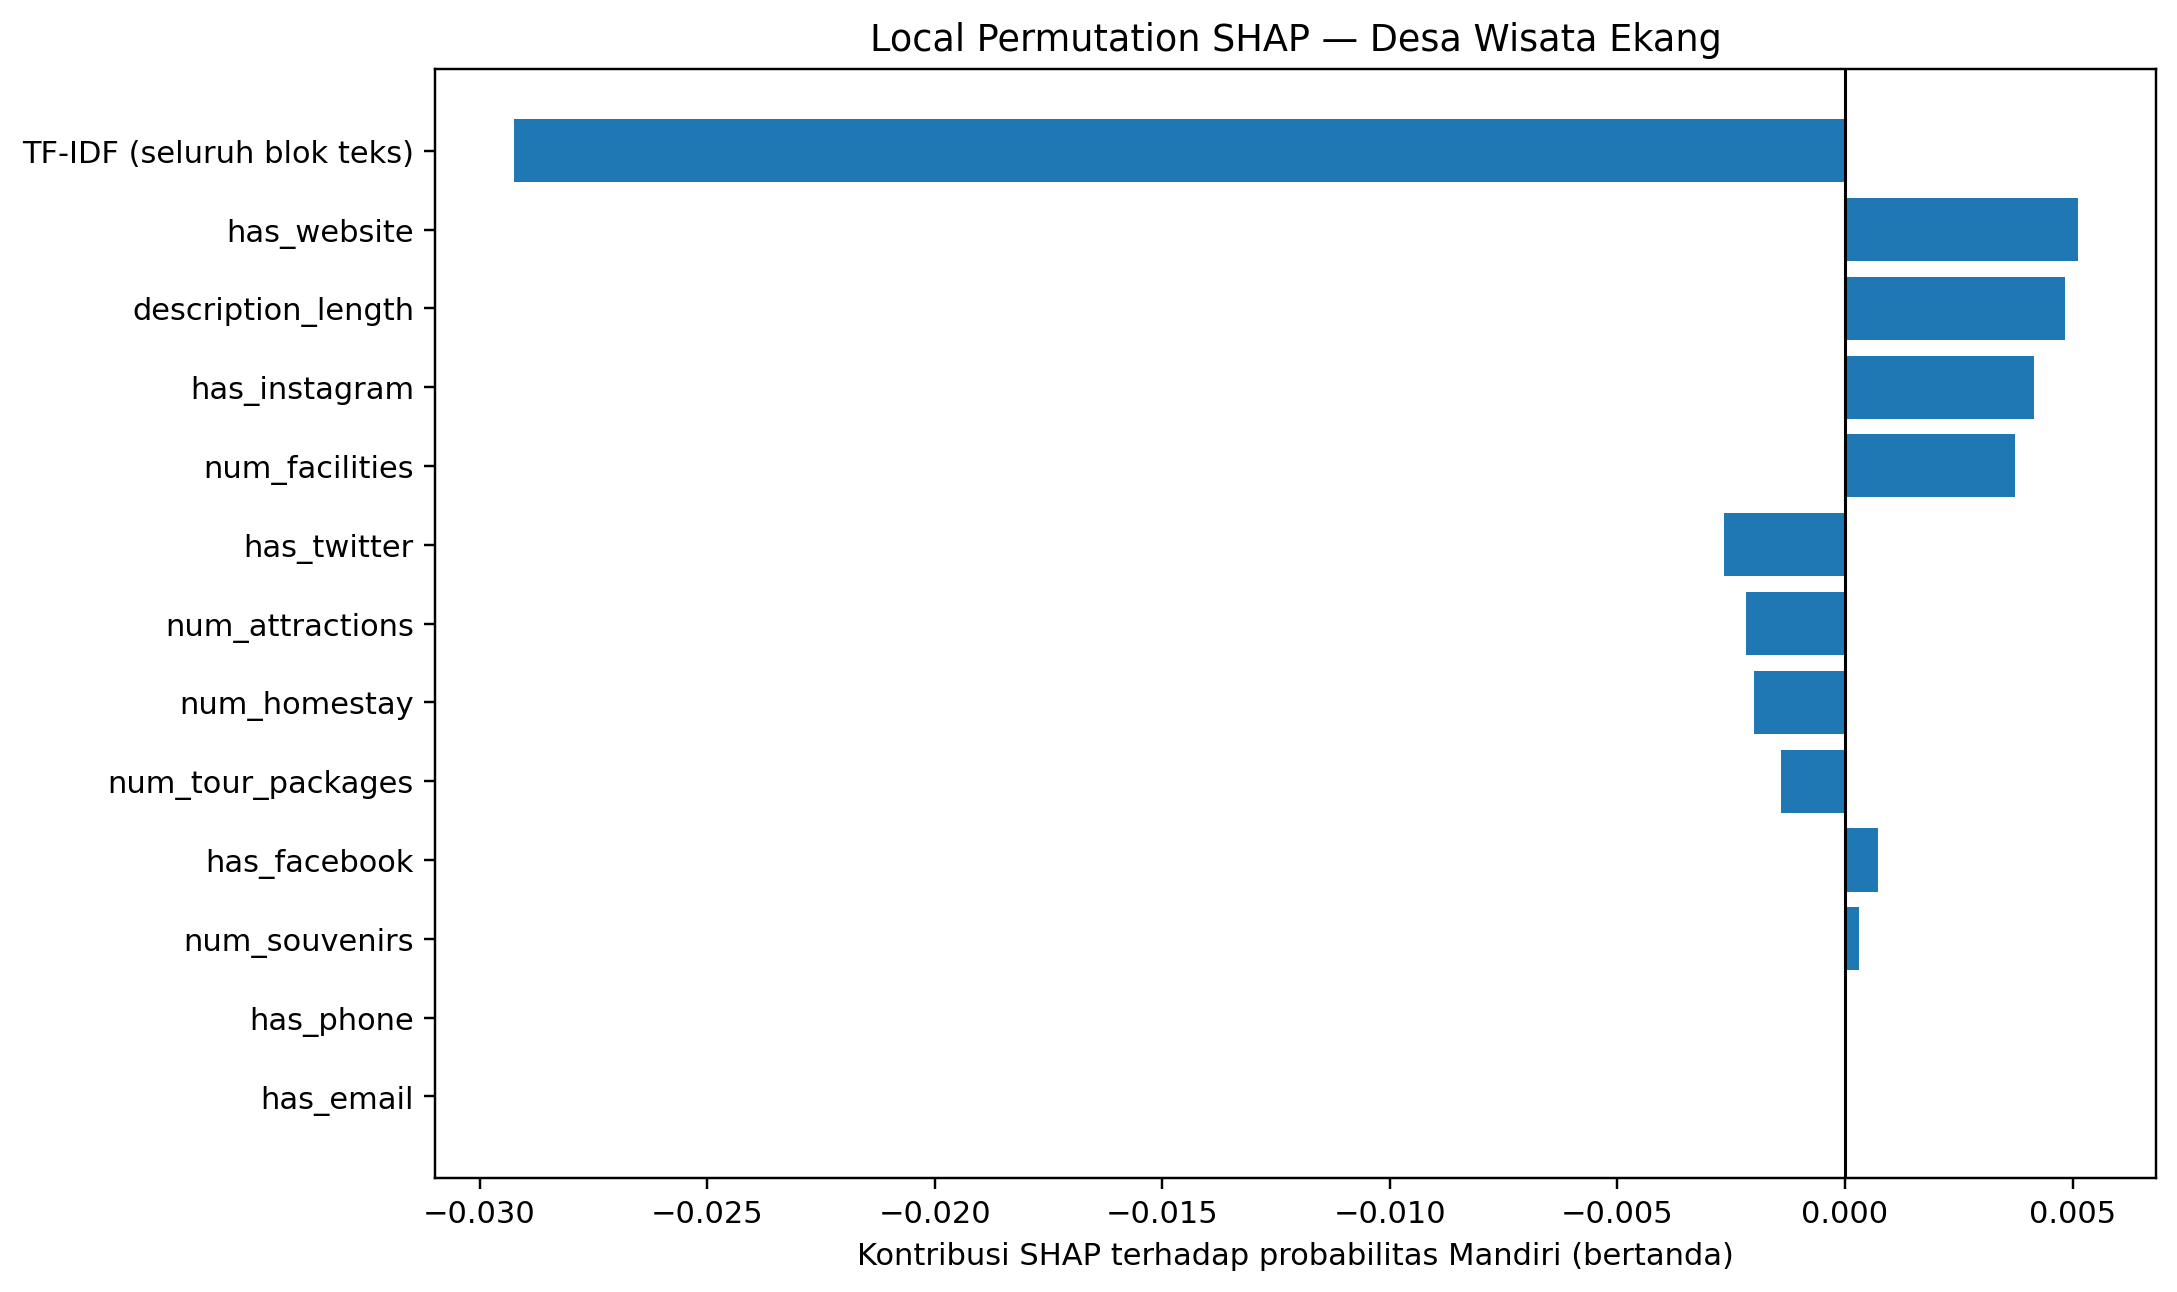 Local Permutation SHAP — Desa Wisata Ekang
TF-IDF (seluruh blok teks)
has_website
description_length
has_instagram
num_facilities
has_twitter
num_attractions
num_homestay
num_tour_packages
has_facebook
num_souvenirs
has_phone
has_email
−0.030 −0.025 −0.020 −0.015 −0.010 −0.005 0.000 0.005
Kontribusi SHAP terhadap probabilitas Mandiri (bertanda)